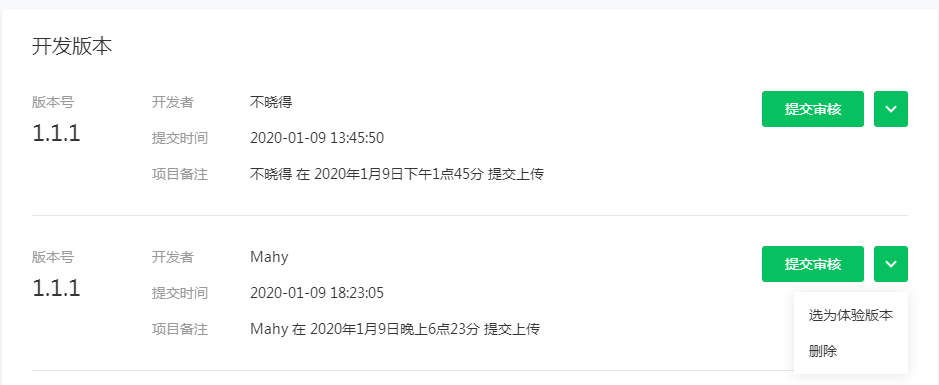 开发版本
版本号 开发者 不晓得 提交审核
1.1.1
提交时间 2020-01-09 13:45:50
项目备注 不晓得 在 2020年1月9日下午1点45分 提交上传
版本号 开发者 Mahy 提交审核
1.1.1
提交时间 2020-01-09 18:23:05
选为体验版本
项目备注 Mahy 在 2020年1月9日晚上6点23分 提交上传
删除